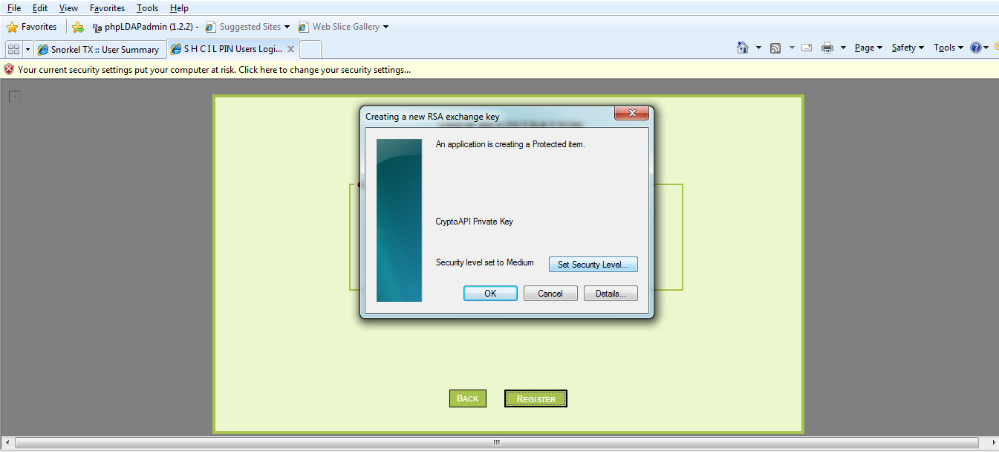 File Edit View Favorites Tools Help
Favorites phpLDAPadmin (1.2.2) - Suggested Sites Web Slice Gallery
Snorkel TX :: User Summary S H C I L PIN Users Logi... Page Safety Tools
Your current security settings put your computer at risk. Click here to change your security settings...
Creating a new RSA exchange key
An application is creating a Protected item.
CryptoAPI Private Key
Security level set to Medium Set Security Level...
OK Cancel Details...
BACK REGISTER